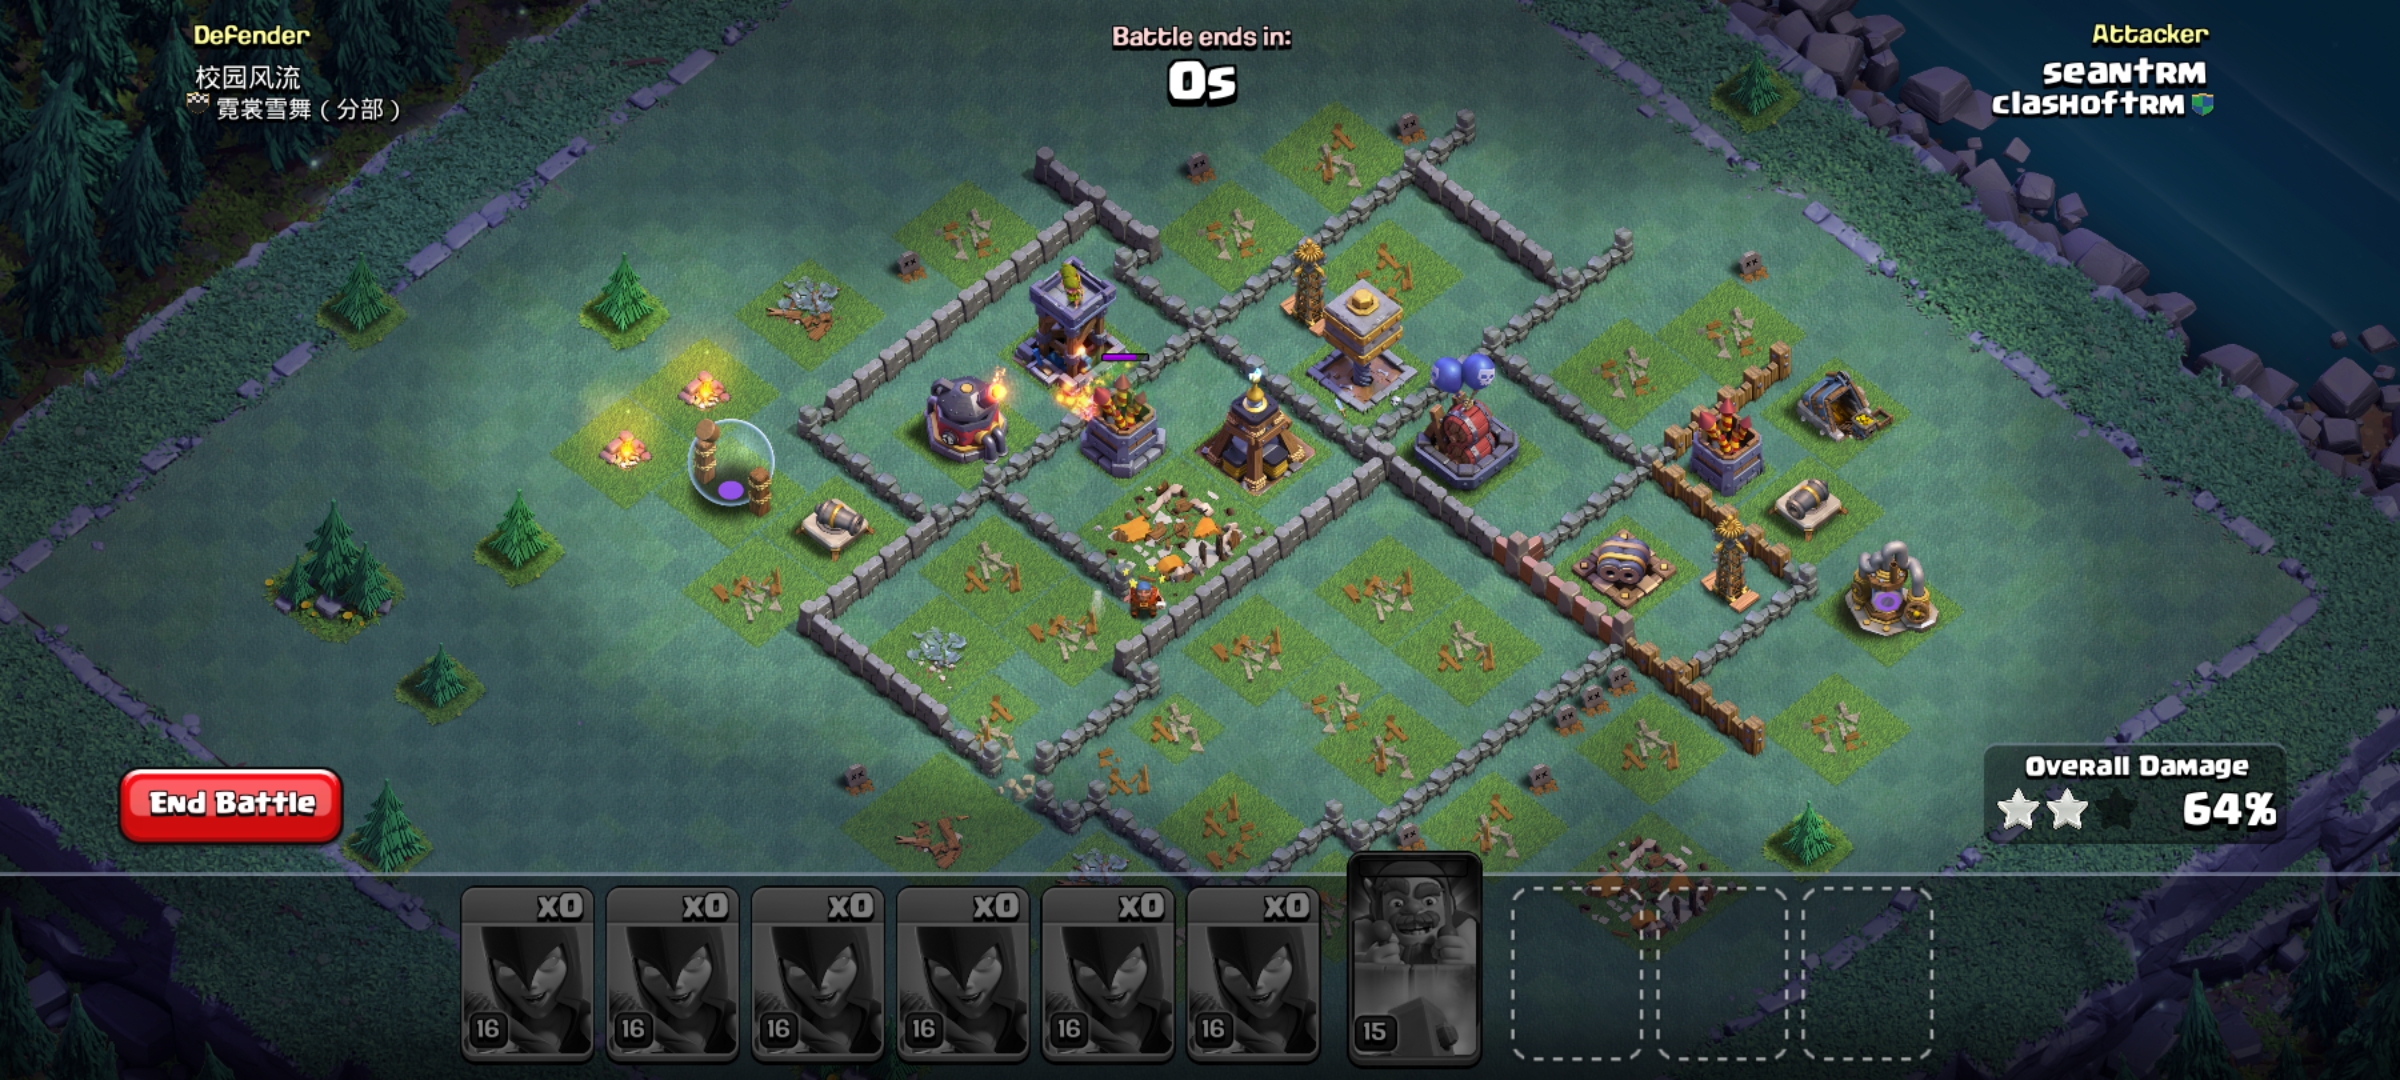 Defender
校园风流
霓裳雪舞（分部）
Battle ends in:
0s
Attacker
seantRM
clashoftRM
End Battle
Overall Damage
64%
x0
x0
x0
x0
x0
x0
16
16
16
16
16
16
15